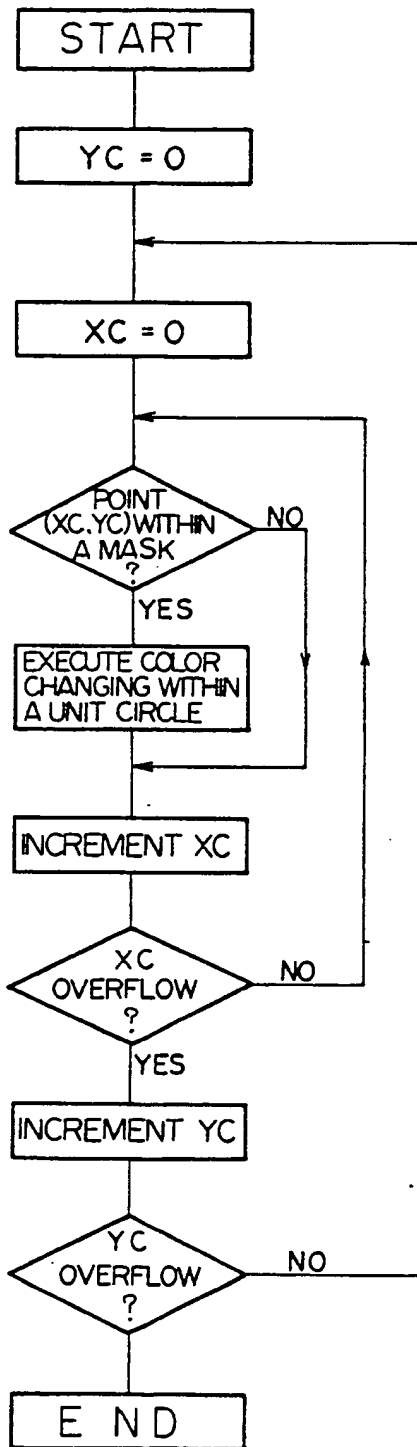 START
YC = 0
XC = 0
POINT
(XC.YC) WITHIN
A MASK
?
NO
YES
EXECUTE COLOR
CHANGING WITHIN
A UNIT CIRCLE
INCREMENT XC
XC
OVERFLOW
?
NO
YES
INCREMENT YC
YC
OVERFLOW
?
NO
END